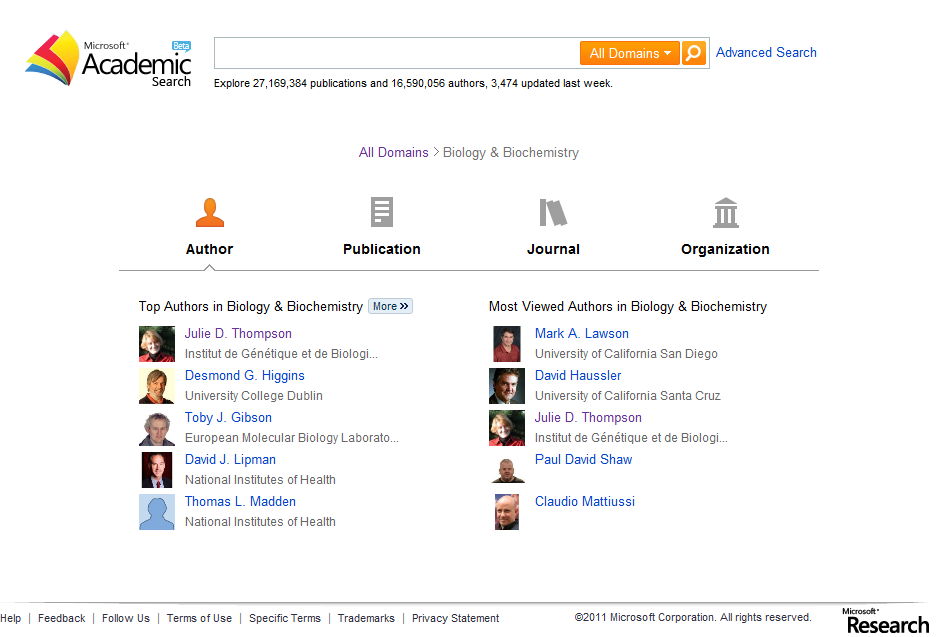 Microsoft®
Beta
Academic
Search
All Domains
Advanced Search
Explore 27,169,384 publications and 16,590,056 authors, 3,474 updated last week.
All Domains > Biology & Biochemistry
Author
Publication
Journal
Organization
Top Authors in Biology & Biochemistry More »
Julie D. Thompson
Institut de Génétique et de Biologi...
Desmond G. Higgins
University College Dublin
Toby J. Gibson
European Molecular Biology Laborato...
David J. Lipman
National Institutes of Health
Thomas L. Madden
National Institutes of Health
Most Viewed Authors in Biology & Biochemistry
Mark A. Lawson
University of California San Diego
David Haussler
University of California Santa Cruz
Julie D. Thompson
Institut de Génétique et de Biologi...
Paul David Shaw
Claudio Mattiussi
Help | Feedback | Follow Us | Terms of Use | Specific Terms | Trademarks | Privacy Statement
©2011 Microsoft Corporation. All rights reserved.
Microsoft®
Research